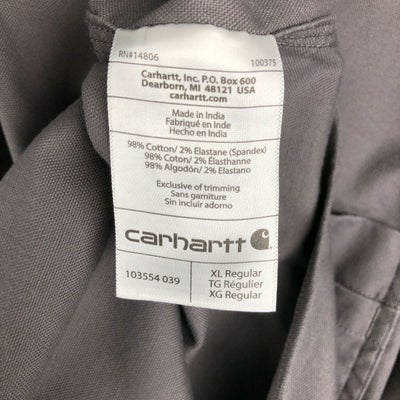 RN#14806 100375
Carhartt, Inc. P.O. Box 600
Dearborn, MI 48121 USA
carhartt.com
Made in India
Fabriqué en Inde
Hecho en India
98% Cotton/ 2% Elastane (Spandex)
98% Coton/ 2% Élasthanne
98% Algodón/ 2% Elastano
Exclusive of trimming
Sans garniture
Sin incluir adorno
carhartt
103554 039
XL Regular
TG Régulier
XG Regular